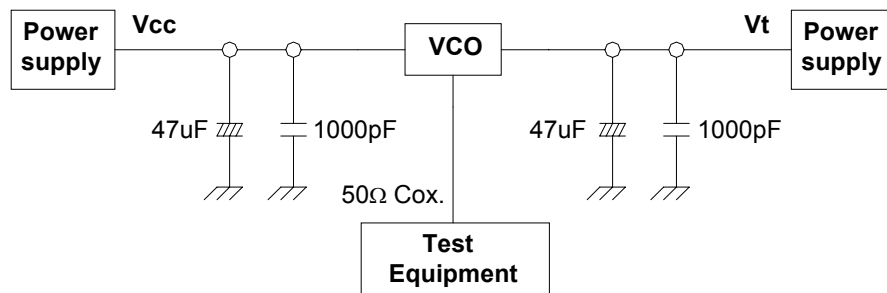 Power
supply
Vcc
VCO
Vt
Power
supply
47uF
1000pF
47uF
1000pF
50Ω Cox.
Test
Equipment